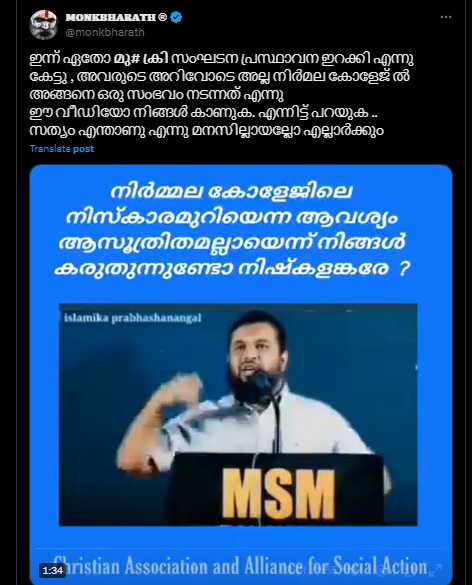 MONKBHARATH ®
@monkbharath
ഇന്ന് ഏതോ മു# ക്രി സംഘടന പ്രസ്ഥാവന ഇറക്കി എന്നു
കേട്ടു , അവരുടെ അറിവോടെ അല്ല നിർമല കോളേജ് ൽ
അങ്ങനെ ഒരു സംഭവം നടന്നത് എന്നു
ഈ വീഡിയോ നിങ്ങൾ കാണുക. എന്നിട്ട് പറയുക ..
സത്യം എന്താണു എന്നു മനസില്ലായല്ലോ എല്ലാർക്കും
Translate post
നിർമ്മല കോളേജിലെ
നിസ്കാരമുറിയെന്ന ആവശ്യം
ആസൂത്രിതമല്ലായെന്ന് നിങ്ങൾ
കരുതുന്നുണ്ടോ നിഷ്കളങ്കരേ ?
islamika prabhashanangal
MSM
Christian Association and Alliance for Social Action
1:34